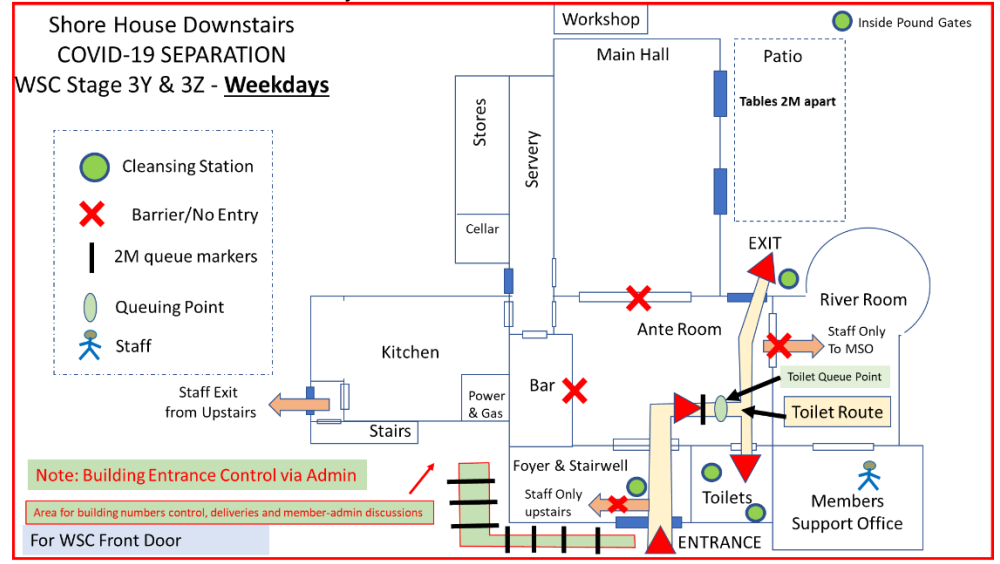 Shore House Downstairs
COVID-19 SEPARATION
WSC Stage 3Y & 3Z - Weekdays
Cleansing Station
Barrier/No Entry
2M queue markers
Queuing Point
Staff
Workshop
Main Hall
Inside Pound Gates
Patio
Tables 2M apart
Stores
Servery
Cellar
EXIT
River Room
Ante Room
Staff Only
To MSO
Kitchen
Bar
Power
& Gas
Toilet Queue Point
Toilet Route
Staff Exit
from Upstairs
Stairs
Foyer & Stairwell
Staff Only
upstairs
Toilets
Members
Support Office
ENTRANCE
Note: Building Entrance Control via Admin
Area for building numbers control, deliveries and member-admin discussions
For WSC Front Door